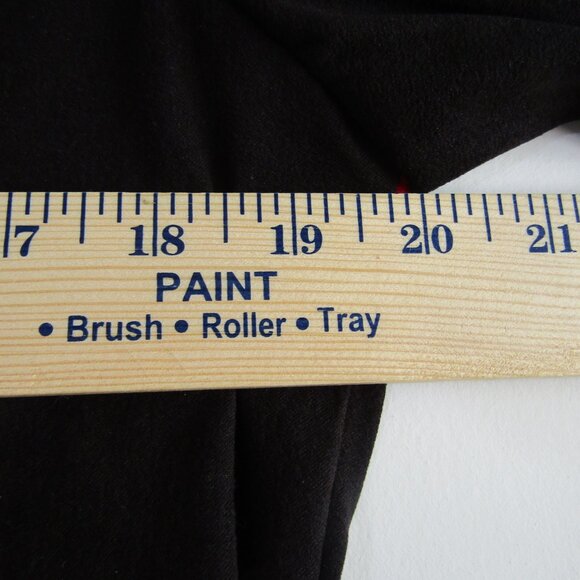 7 18 19 20 21
PAINT
• Brush • Roller • Tray